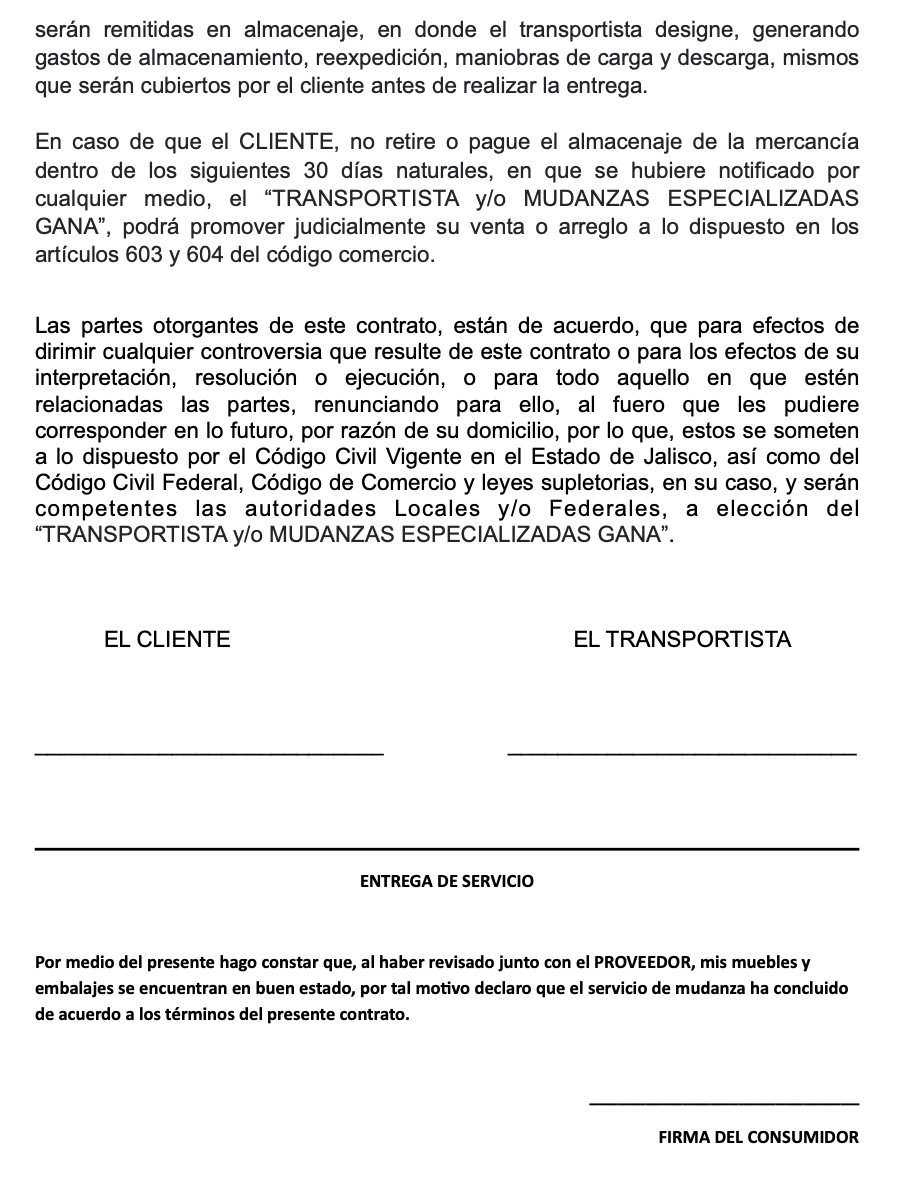 serán remitidas en almacenaje, en donde el transportista designe, generando
gastos de almacenamiento, reexpedición, maniobras de carga y descarga, mismos
que serán cubiertos por el cliente antes de realizar la entrega.
En caso de que el CLIENTE, no retire o pague el almacenaje de la mercancía
dentro de los siguientes 30 días naturales, en que se hubiere notificado por
cualquier medio, el “TRANSPORTISTA y/o MUDANZAS ESPECIALIZADAS
GANA”, podrá promover judicialmente su venta o arreglo a lo dispuesto en los
artículos 603 y 604 del código comercio.
Las partes otorgantes de este contrato, están de acuerdo, que para efectos de
dirimir cualquier controversia que resulte de este contrato o para los efectos de su
interpretación, resolución o ejecución, o para todo aquello en que estén
relacionadas las partes, renunciando para ello, al fuero que les pudiere
corresponder en lo futuro, por razón de su domicilio, por lo que, estos se someten
a lo dispuesto por el Código Civil Vigente en el Estado de Jalisco, así como del
Código Civil Federal, Código de Comercio y leyes supletorias, en su caso, y serán
competentes las autoridades Locales y/o Federales, a elección del
“TRANSPORTISTA y/o MUDANZAS ESPECIALIZADAS GANA”.
EL CLIENTE EL TRANSPORTISTA
ENTREGA DE SERVICIO
Por medio del presente hago constar que, al haber revisado junto con el PROVEEDOR, mis muebles y
embalajes se encuentran en buen estado, por tal motivo declaro que el servicio de mudanza ha concluido
de acuerdo a los términos del presente contrato.
FIRMA DEL CONSUMIDOR